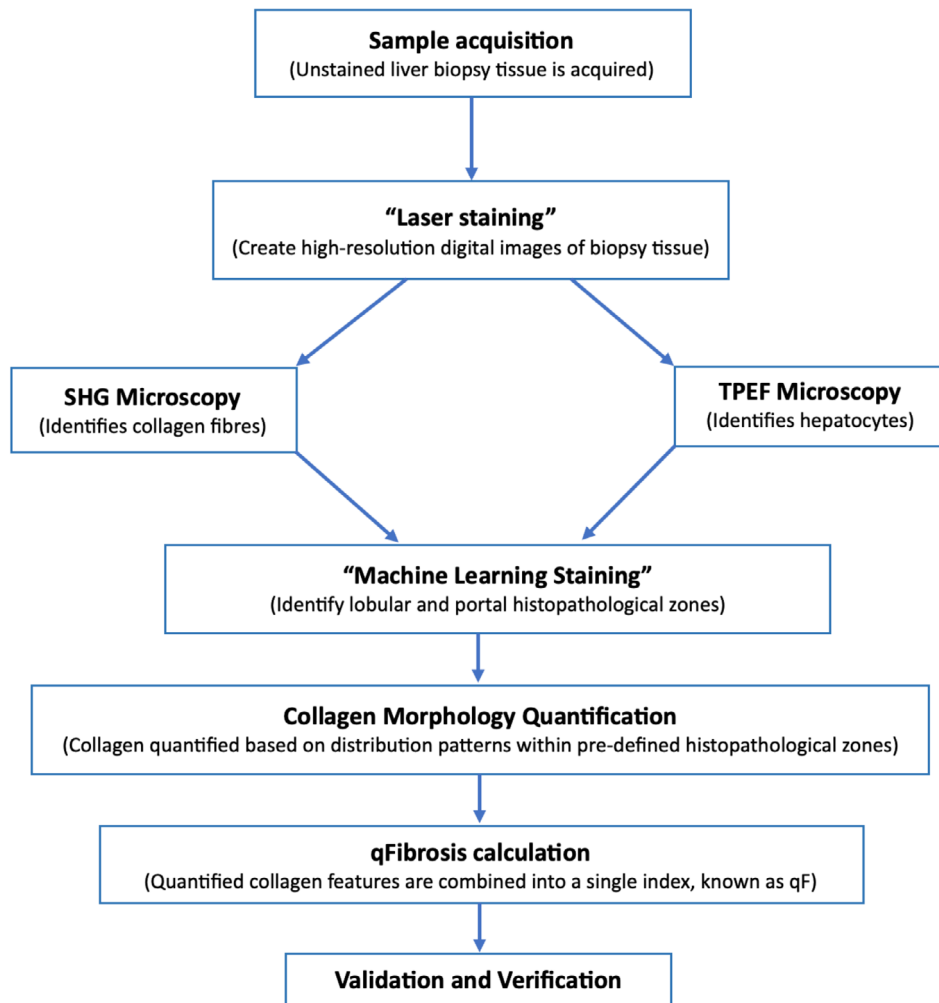 Sample acquisition
(Unstained liver biopsy tissue is acquired)
“Laser staining”
(Create high-resolution digital images of biopsy tissue)
SHG Microscopy
(Identifies collagen fibres)
TPEF Microscopy
(Identifies hepatocytes)
“Machine Learning Staining”
(Identify lobular and portal histopathological zones)
Collagen Morphology Quantification
(Collagen quantified based on distribution patterns within pre-defined histopathological zones)
qFibrosis calculation
(Quantified collagen features are combined into a single index, known as qF)
Validation and Verification